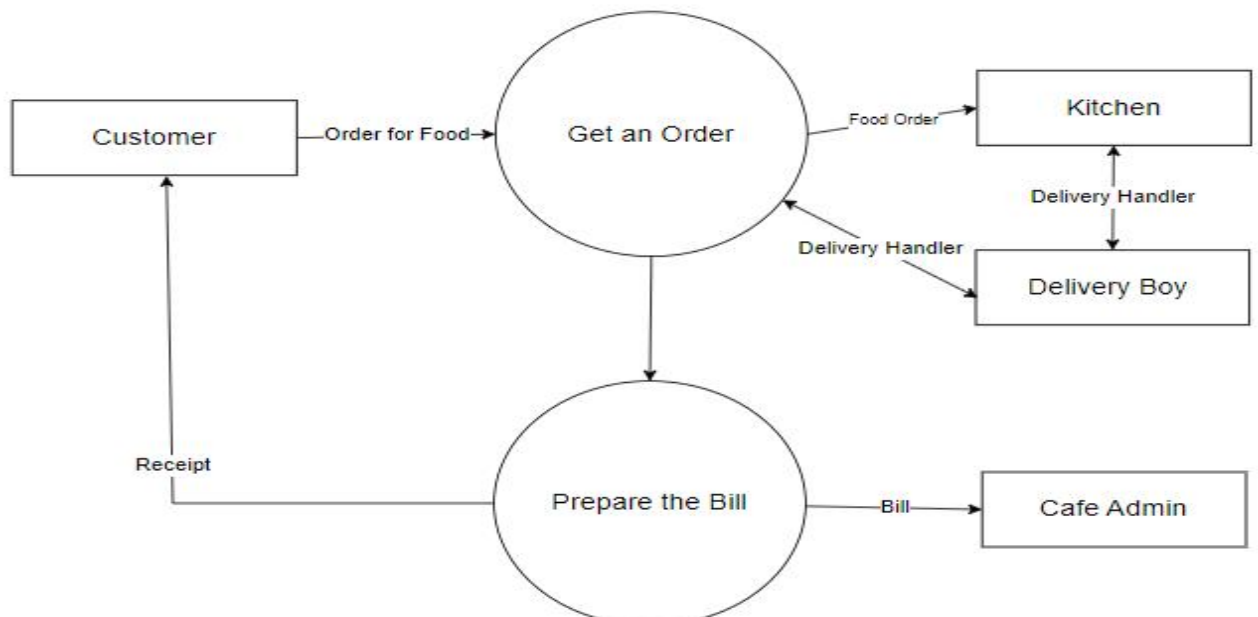 Customer
Order for Food
Get an Order
Food Order
Kitchen
Delivery Handler
Delivery Handler
Delivery Boy
Receipt
Prepare the Bill
Bill
Cafe Admin